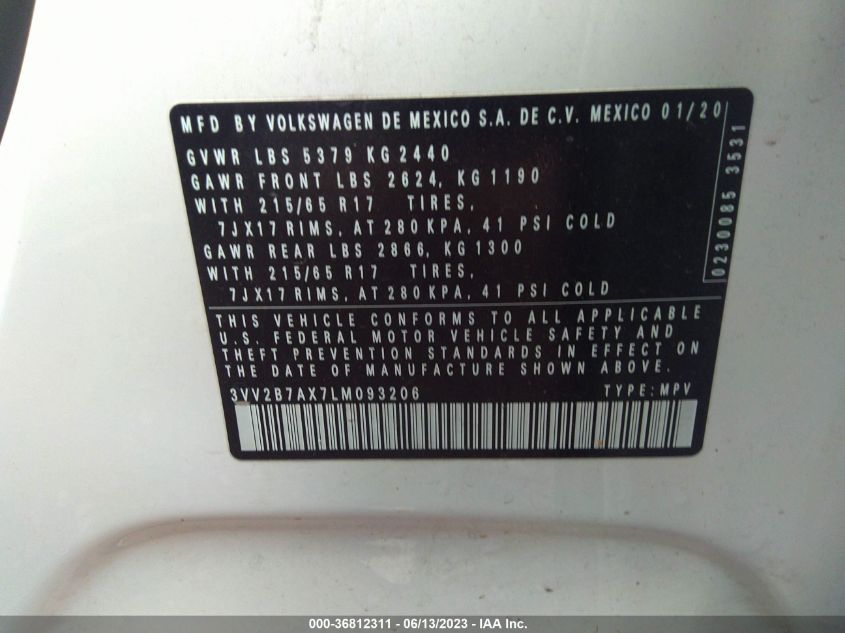 MFD BY VOLKSWAGEN DE MEXICO S.A. DE C.V. MEXICO 01/20
GVWR LBS 5379 KG 2440
GAWR FRONT LBS 2624, KG 1190
WITH 215/65 R17 TIRES,
7JX17 RIMS, AT 280 KPA, 41 PSI COLD
GAWR REAR LBS 2866, KG 1300
WITH 215/65 R17 TIRES,
7JX17 RIMS, AT 280 KPA, 41 PSI COLD
0230085 3531
THIS VEHICLE CONFORMS TO ALL APPLICABLE
U.S. FEDERAL MOTOR VEHICLE SAFETY AND
THEFT PREVENTION STANDARDS IN EFFECT ON
THE DATE OF MANUFACTURE SHOWN ABOVE.
3VV2B7AX7LM093206 TYPE: MPV
000-36812311 - 06/13/2023 - IAA Inc.